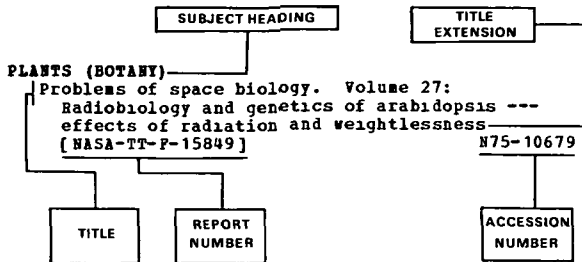 SUBJECT HEADING
TITLE
EXTENSION
PLANTS (BOTANY)
Problems of space biology. Volume 27:
Radiobiology and genetics of arabidopsis ---
effects of radiation and weightlessness
[NASA-TT-F-15849] N75-10679
TITLE
REPORT
NUMBER
ACCESSION
NUMBER